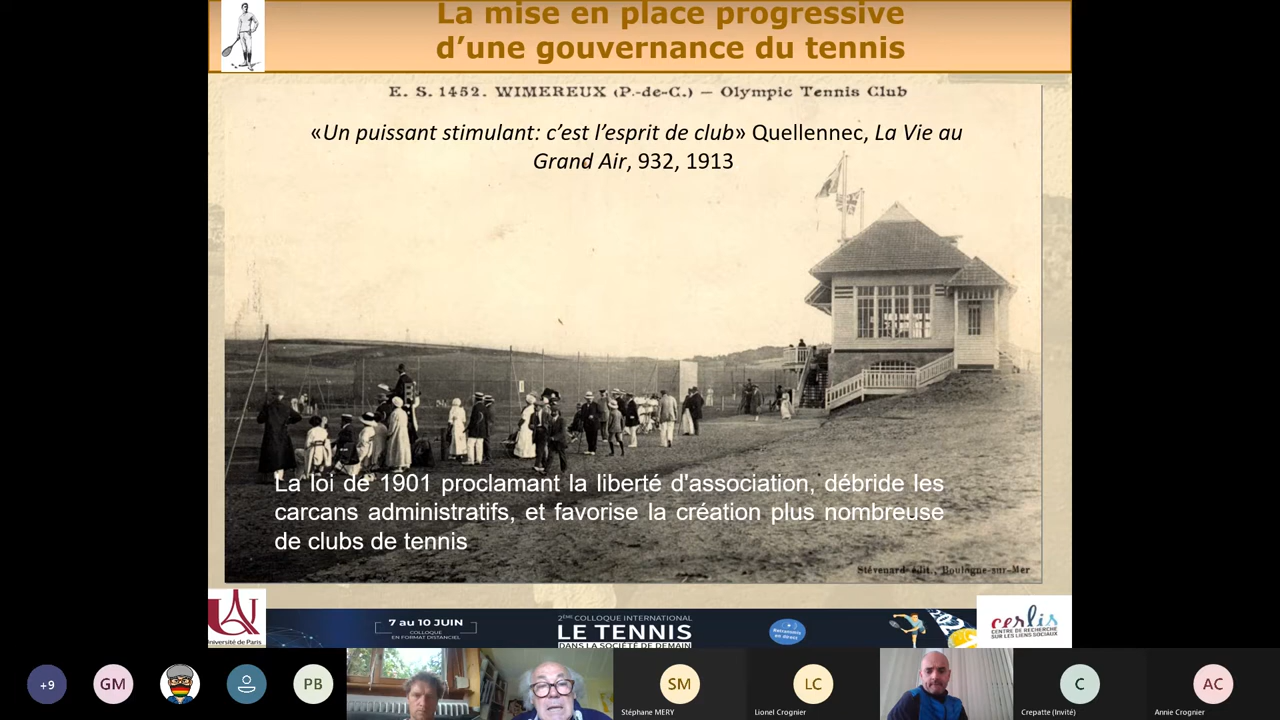 La mise en place progressive
d’une gouvernance du tennis
E. S. 1452. WIMEREUX (P.-de-C.) — Olympic Tennis Club
«Un puissant stimulant: c’est l’esprit de club» Quellennec, La Vie au
Grand Air, 932, 1913
La loi de 1901 proclamant la liberté d'association, débride les
carcans administratifs, et favorise la création plus nombreuse
de clubs de tennis
Stévenard édit., Boulogne-sur-Mer
Université de Paris
7 au 10 JUIN
COLLOQUE
EN FORMAT DISTANCIEL
2ÈME COLLOQUE INTERNATIONAL
LE TENNIS
DANS LA SOCIÉTÉ DE DEMAIN
Retransmis
en direct
202
cerlis
CENTRE DE RECHERCHE
SUR LES LIENS SOCIAUX
+9
GM
PB
SM
Stéphane MERY
LC
Lionel Crognier
C
Crepatte (Invité)
AC
Annie Crognier